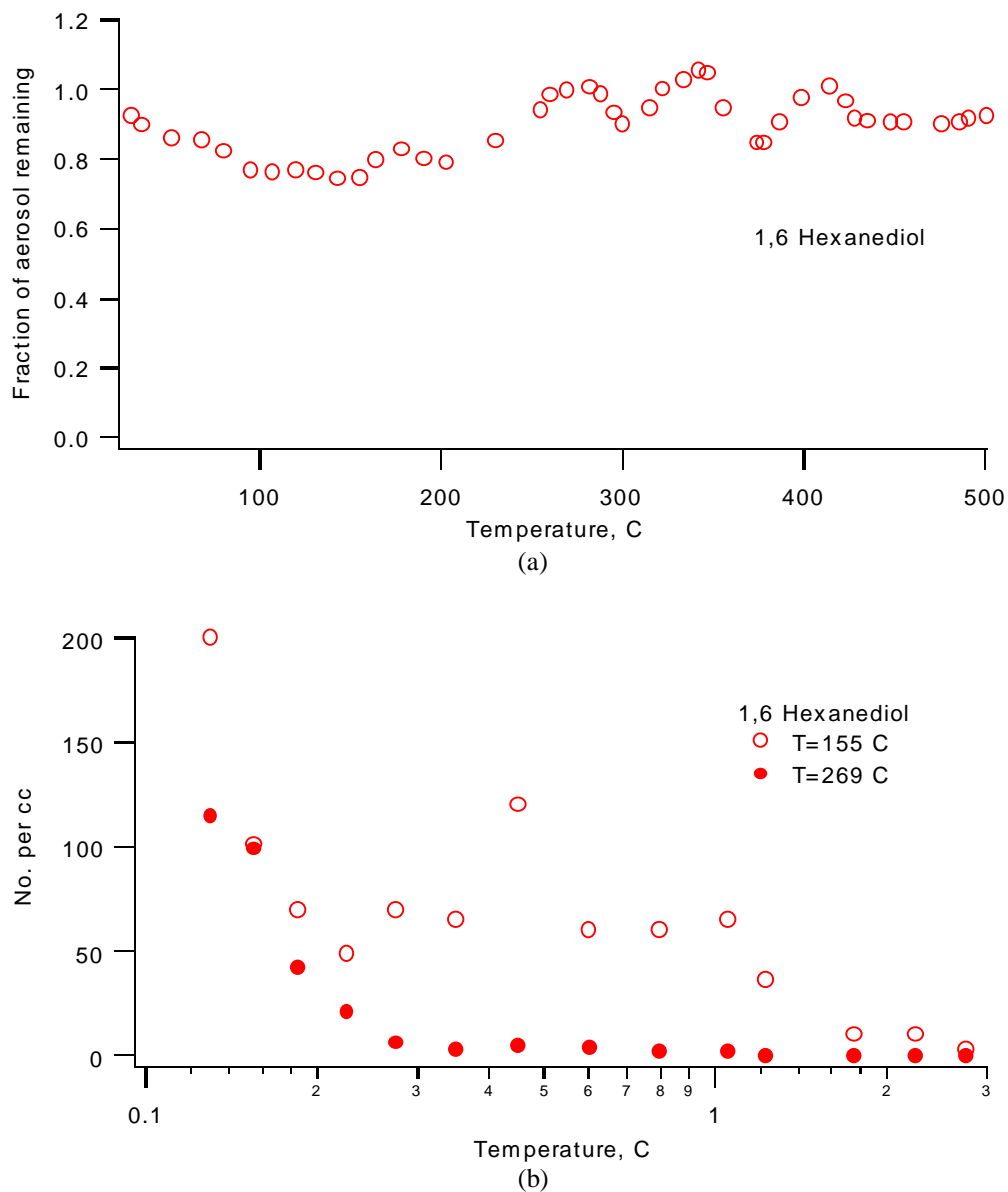 1.2
1.0
0.8
0.6
0.4
0.2
0.0
Fraction of aerosol remaining
1,6 Hexanediol
100 200 300 400 500
Temperature, C
(a)
200
150
100
50
0
No. per cc
1,6 Hexanediol
T=155 C
T=269 C
2 3 4 5 6 7 8 9 2 3
0.1 1
Temperature, C
(b)